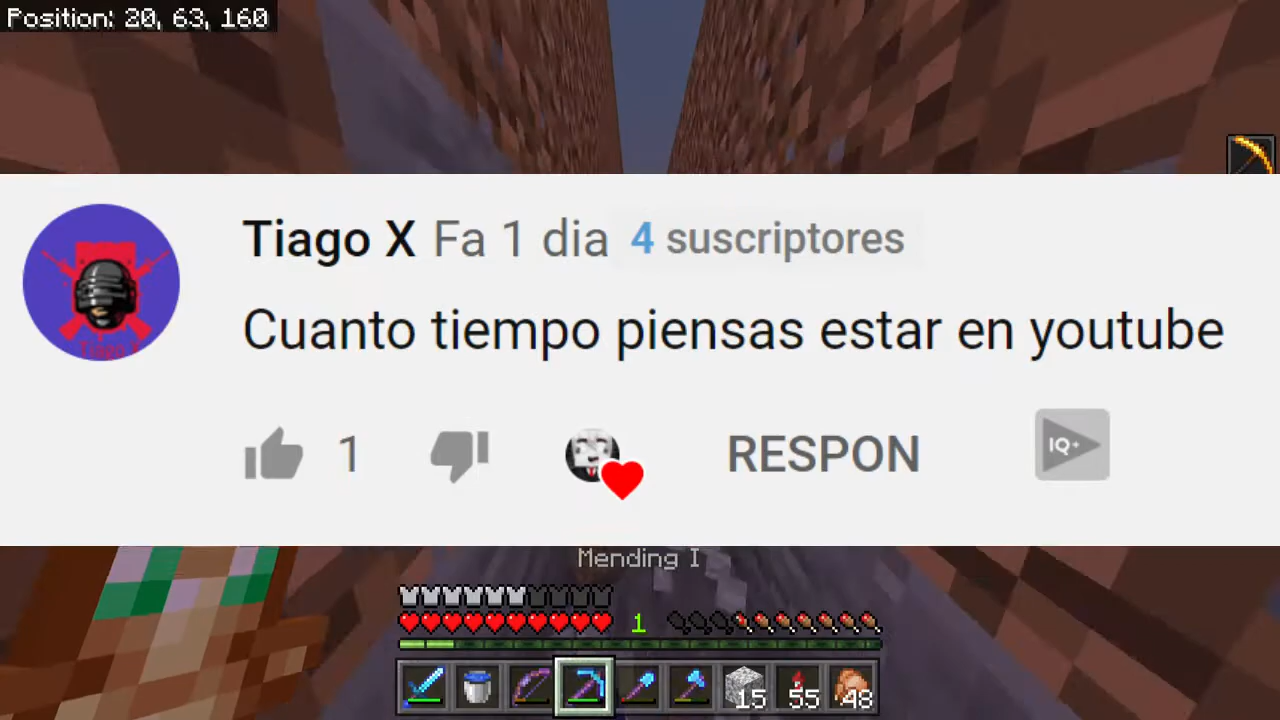 Position: 20, 63, 160
Tiago X Fa 1 dia 4 suscriptores
Cuanto tiempo piensas estar en youtube
1 RESPON IQ+
Mending I
1
15 55 48